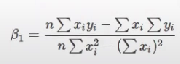 β₁ = (n ∑ xᵢyᵢ − ∑ xᵢ ∑ yᵢ) / (n ∑ xᵢ² (∑ xᵢ)²)